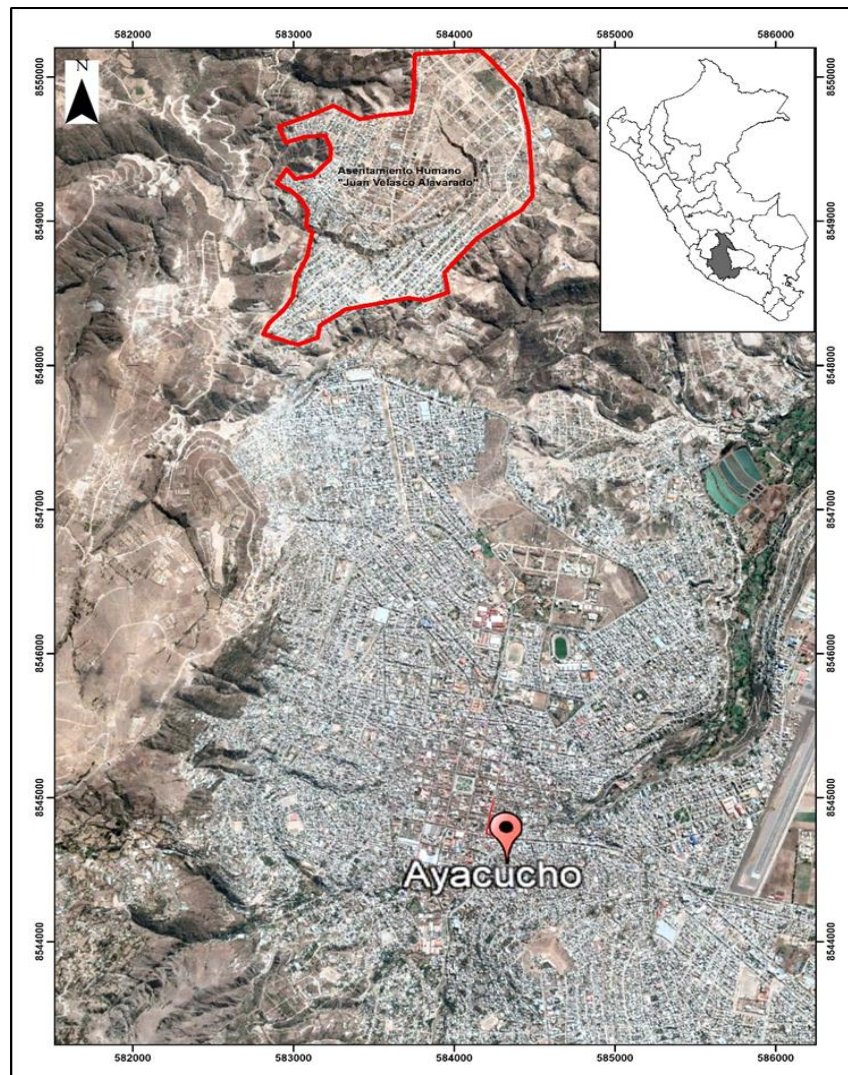 582000 583000 584000 585000 586000
N
8550000 8550000
Asentamiento Humano
"Juan Velasco Alavarado"
8549000 8549000
8548000 8548000
8547000 8547000
8546000 8546000
8545000 8545000
Ayacucho
8544000 8544000
582000 583000 584000 585000 586000